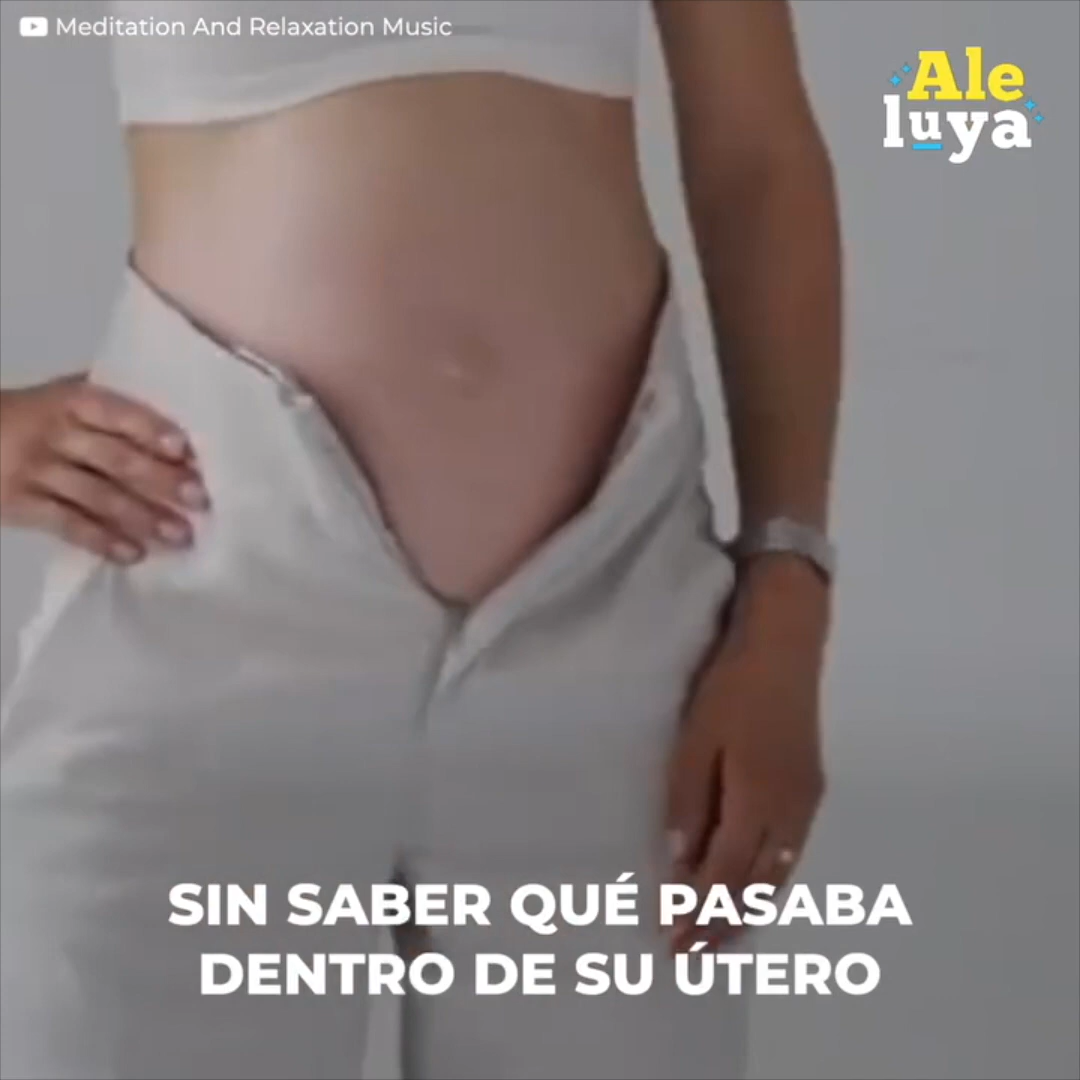 Meditation And Relaxation Music
Ale
luya
SIN SABER QUÉ PASABA
DENTRO DE SU ÚTERO